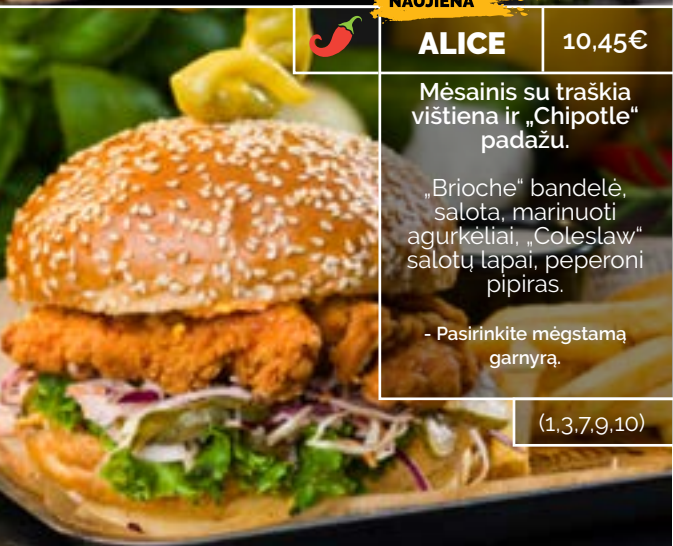 NAUJIENA
ALICE
10,45€
Mėsainis su traškia
vištiena ir „Chipotle“
padažu.
„Brioche“ bandelė,
salota, marinuoti
agurkėliai, „Coleslaw“
salotų lapai, peperoni
pipiras.
- Pasirinkite mėgstamą
garnyrą.
(1,3,7,9,10)